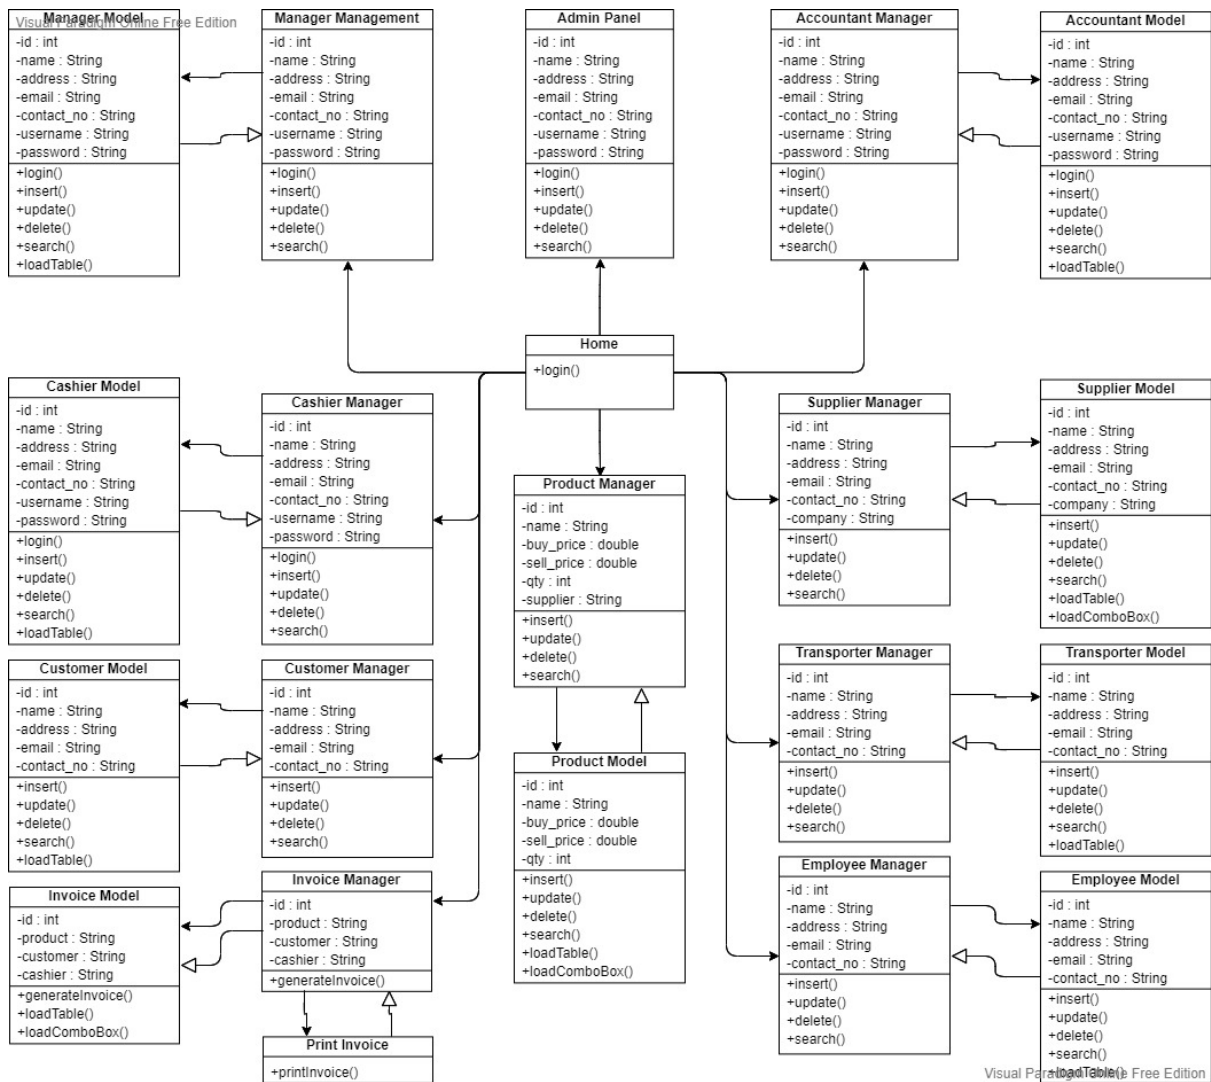 Visual Paradigm Online Free Edition
Manager Model
-id : int
-name : String
-address : String
-email : String
-contact_no : String
-username : String
-password : String
+login()
+insert()
+update()
+delete()
+search()
+loadTable()
Manager Management
-id : int
-name : String
-address : String
-email : String
-contact_no : String
-username : String
-password : String
+login()
+insert()
+update()
+delete()
+search()
Admin Panel
-id : int
-name : String
-address : String
-email : String
-contact_no : String
-username : String
-password : String
+login()
+insert()
+update()
+delete()
+search()
Accountant Manager
-id : int
-name : String
-address : String
-email : String
-contact_no : String
-username : String
-password : String
+login()
+insert()
+update()
+delete()
+search()
Accountant Model
-id : int
-name : String
-address : String
-email : String
-contact_no : String
-username : String
-password : String
+login()
+insert()
+update()
+delete()
+search()
+loadTable()
Home
+login()
Cashier Model
-id : int
-name : String
-address : String
-email : String
-contact_no : String
-username : String
-password : String
+login()
+insert()
+update()
+delete()
+search()
+loadTable()
Cashier Manager
-id : int
-name : String
-address : String
-email : String
-contact_no : String
-username : String
-password : String
+login()
+insert()
+update()
+delete()
+search()
Product Manager
-id : int
-name : String
-buy_price : double
-sell_price : double
-qty : int
-supplier : String
+insert()
+update()
+delete()
+search()
Supplier Manager
-id : int
-name : String
-address : String
-email : String
-contact_no : String
-company : String
+insert()
+update()
+delete()
+search()
Supplier Model
-id : int
-name : String
-address : String
-email : String
-contact_no : String
-company : String
+insert()
+update()
+delete()
+search()
+loadTable()
+loadComboBox()
Customer Model
-id : int
-name : String
-address : String
-email : String
-contact_no : String
+insert()
+update()
+delete()
+search()
+loadTable()
Customer Manager
-id : int
-name : String
-address : String
-email : String
-contact_no : String
+insert()
+update()
+delete()
+search()
Product Model
-id : int
-name : String
-buy_price : double
-sell_price : double
-qty : int
+insert()
+update()
+delete()
+search()
+loadTable()
+loadComboBox()
Transporter Manager
-id : int
-name : String
-address : String
-email : String
-contact_no : String
+insert()
+update()
+delete()
+search()
Transporter Model
-id : int
-name : String
-address : String
-email : String
-contact_no : String
+insert()
+update()
+delete()
+search()
+loadTable()
Invoice Model
-id : int
-product : String
-customer : String
-cashier : String
+generateInvoice()
+loadTable()
+loadComboBox()
Invoice Manager
-id : int
-product : String
-customer : String
-cashier : String
+generateInvoice()
Print Invoice
+printInvoice()
Employee Manager
-id : int
-name : String
-address : String
-email : String
-contact_no : String
+insert()
+update()
+delete()
+search()
Employee Model
-id : int
-name : String
-address : String
-email : String
-contact_no : String
+insert()
+update()
+delete()
+search()
+loadTable()
Visual Paradigm Online Free Edition